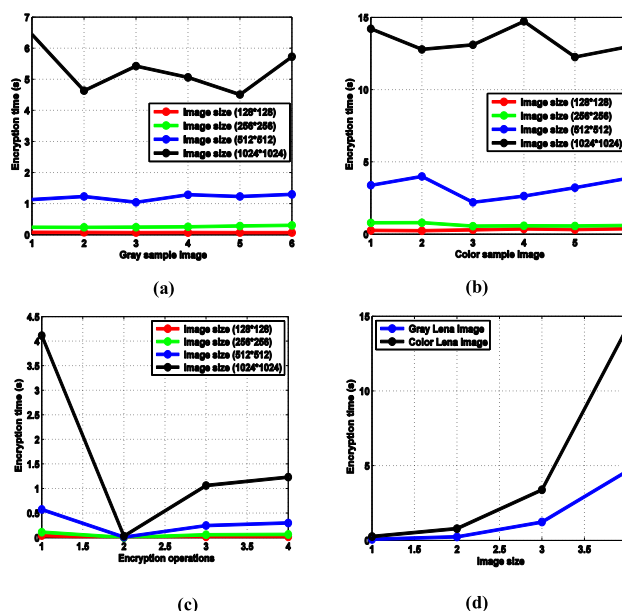 7
6
5
4
3
2
1
0
1 2 3 4 5 6
Encryption time (s)
Gray sample image
Image size (128*128)
Image size (256*256)
Image size (512*512)
Image size (1024*1024)
(a)
15
10
5
0
1 2 3 4 5
Encryption time (s)
Color sample image
Image size (128*128)
Image size (256*256)
Image size (512*512)
Image size (1024*1024)
(b)
4.5
4
3.5
3
2.5
2
1.5
1
0.5
0
1 1.5 2 2.5 3 3.5 4
Encryption time (s)
Encryption operations
Image size (128*128)
Image size (256*256)
Image size (512*512)
Image size (1024*1024)
(c)
15
10
5
0
1 1.5 2 2.5 3 3.5
Encryption time (s)
Image size
Gray Lena Image
Color Lena Image
(d)